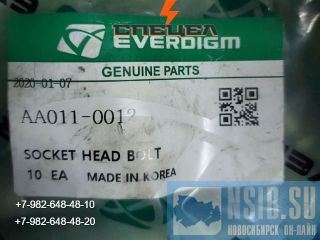 СПЕЦСЛ
EVERDIGM
GENUINE PARTS
2020-01-07
AA011-0012
SOCKET HEAD BOLT
10 EA MADE IN KOREA
+7-982-648-48-10
+7-982-648-48-20
NSIB.SU
НОВОСИБИРСК ОН-ЛАЙН